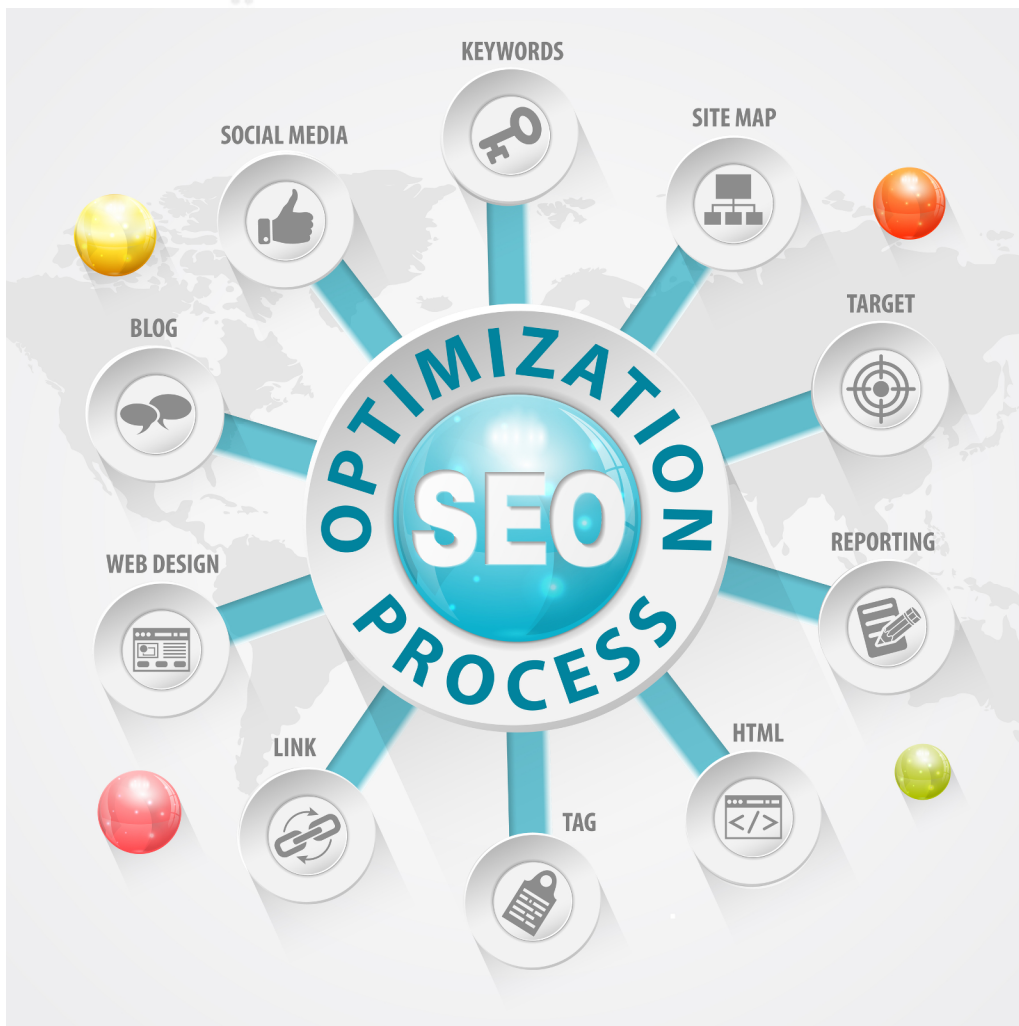 KEYWORDS
SITE MAP
SOCIAL MEDIA
TARGET
BLOG
OPTIMIZATION
SEO
PROCESS
REPORTING
WEB DESIGN
HTML
LINK
TAG
</>